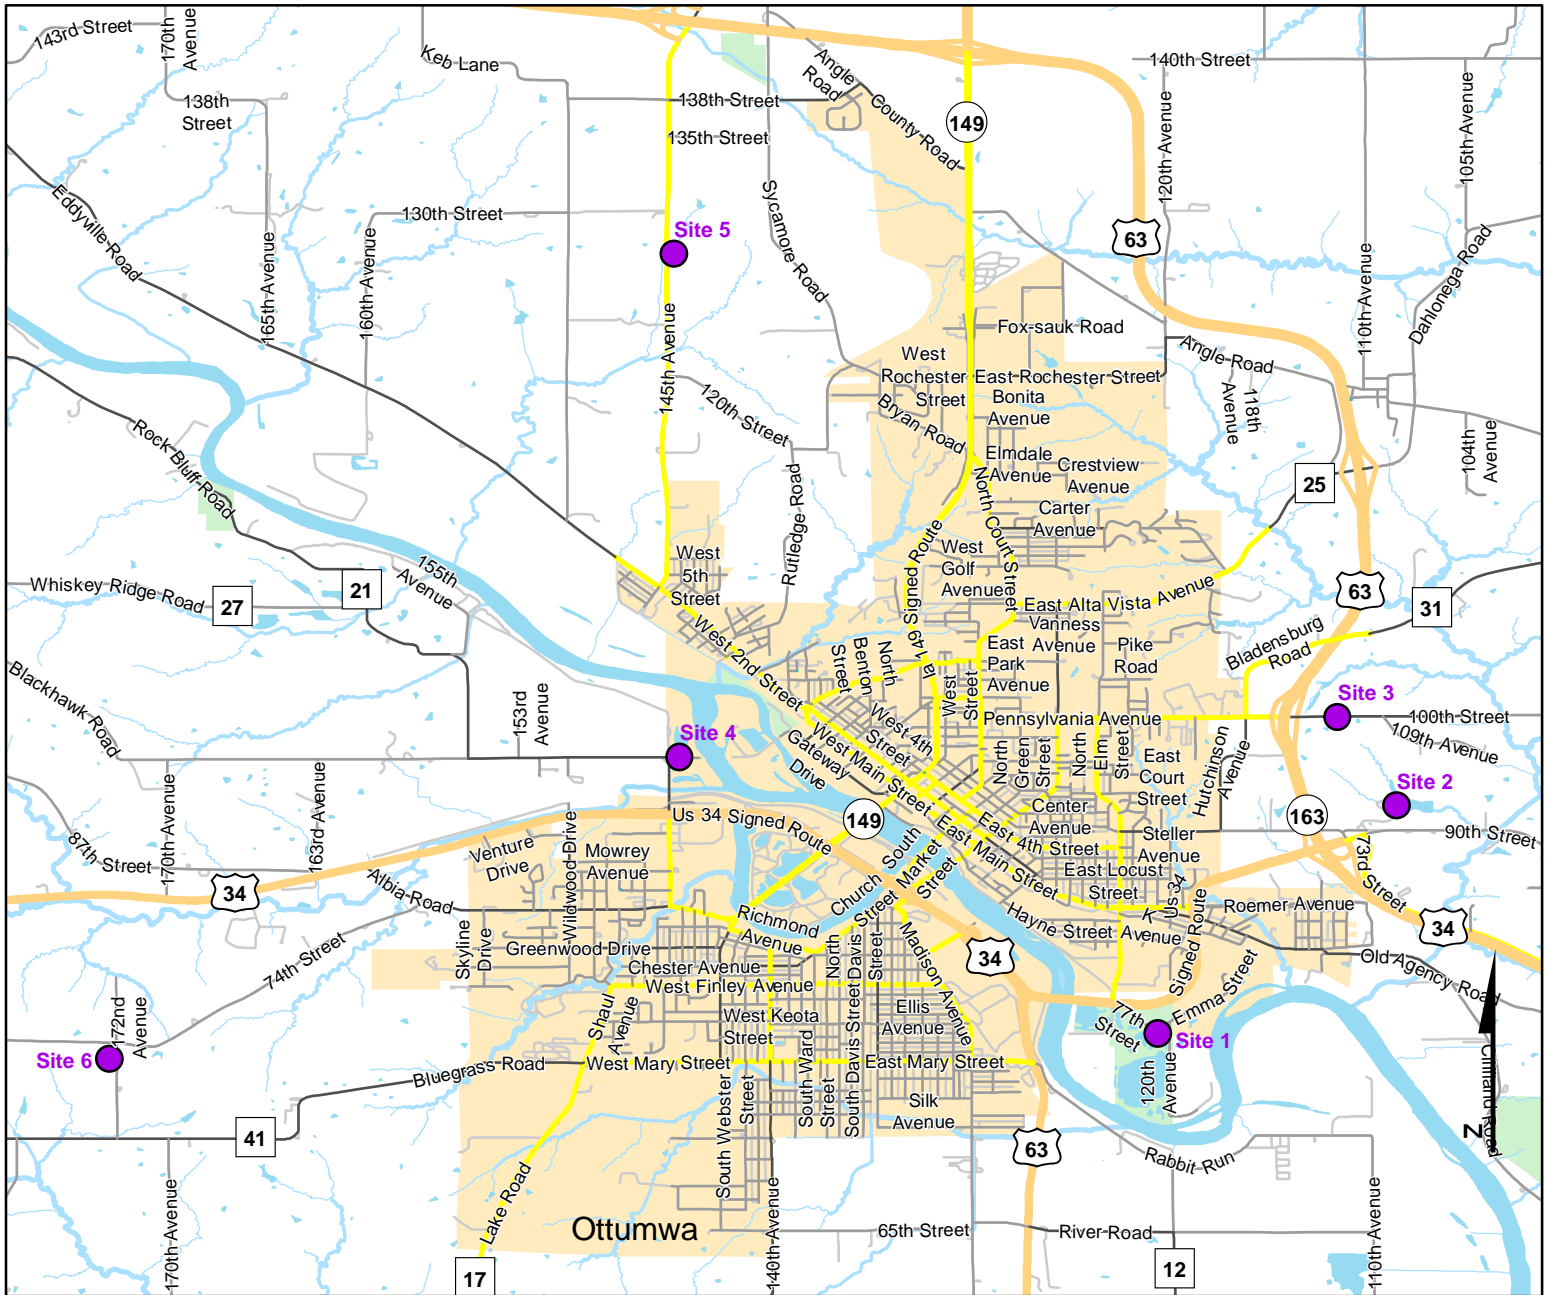 143rd Street
170th
Avenue
Keb Lane
Angle
Road
140th Street
138th
Street
138th Street
County Road
149
135th Street
120th Avenue
105th Avenue
Eddyville Road
130th Street
Sycamore Road
Site 5
63
165th Avenue
160th Avenue
110th Avenue
Dahlonega Road
Fox-sauk Road
145th Avenue
West
Rochester
Street
East Rochester Street
Angle Road
Bonita
Avenue
118th
Avenue
120th Street
Bryan Road
Rock Bluff Road
Elmdale
Avenue
Crestview
Avenue
104th
Avenue
Rutledge Road
North Court Street
25
Carter
Avenue
West
5th
Street
West
Golf
Avenue
149 Signed Route
Ia
155th
Avenue
Whiskey Ridge Road
27
21
63
31
East Alta Vista Avenue
Vanness
Avenue
West 2nd Street
North
Benton
Street
East
Park
Avenue
Pike
Road
Bladensburg
Road
Blackhawk Road
153rd
Avenue
West
Street
Site 3
Site 4
Pennsylvania Avenue
100th Street
109th Avenue
West 4th
Street
Gateway
Drive
West Main Street
North
Green
Street
North
Elm
Street
East
Court
Street
Hutchinson
Avenue
Site 2
170th Avenue
163rd Avenue
Us 34 Signed Route
149
Center
Avenue
163
87th Street
Venture
Drive
Wildwood Drive
Mowrey
Avenue
East 4th
Street
Steller
Avenue
90th Street
East Main Street
73rd Street
34
Albia Road
South
Church
Street
Market
Street
East Locust
Street
Us 34
Signed Route
Richmond
Avenue
Hayne Street
K
Avenue
Roemer Avenue
34
Skyline
Drive
Greenwood Drive
74th Street
North
Davis
Street
Madison Avenue
34
Old Agency Road
Chester Avenue
West Finley Avenue
Emma Street
Shaul
Avenue
West Keota
Street
Ellis
Avenue
77th
Street
172nd
Avenue
Site 6
Site 1
Bluegrass Road
West Mary Street
East Mary Street
South Webster
Street
South Ward
Street
South Davis Street
Silk
Avenue
120th
Avenue
Cliffland Road
N
41
63
Rabbit Run
170th Avenue
Lake Road
Ottumwa
140th Avenue
65th Street
River Road
110th Avenue
17
12